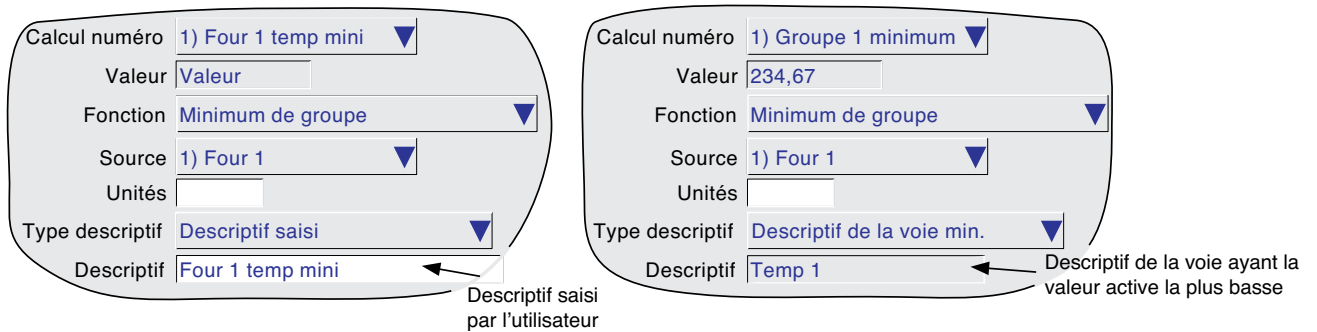 Calcul numéro 1) Four 1 temp mini
Valeur Valeur
Fonction Minimum de groupe
Source 1) Four 1
Unités
Type descriptif Descriptif saisi
Descriptif Four 1 temp mini
Descriptif saisi
par l'utilisateur
Calcul numéro 1) Groupe 1 minimum
Valeur 234,67
Fonction Minimum de groupe
Source 1) Four 1
Unités
Type descriptif Descriptif de la voie min.
Descriptif Temp 1
Descriptif de la voie ayant la
valeur active la plus basse